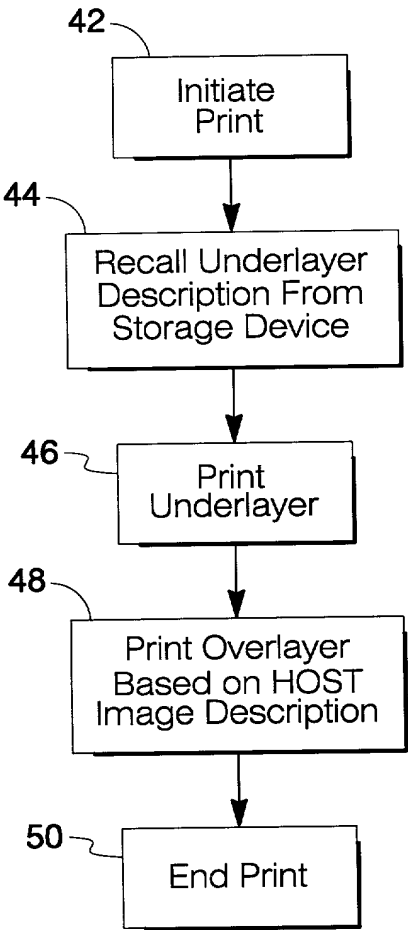 42
Initiate
Print
44
Recall Underlayer
Description From
Storage Device
46
Print
Underlayer
48
Print Overlayer
Based on HOST
Image Description
50
End Print